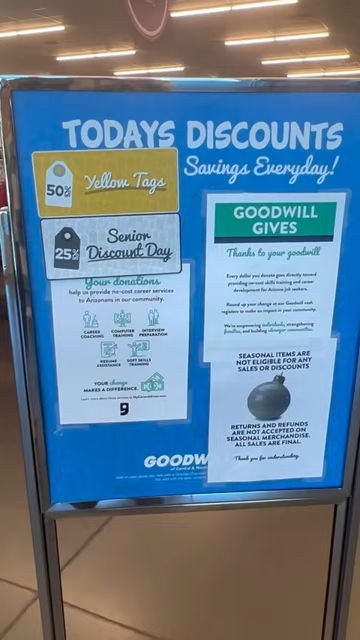 TODAYS DISCOUNTS
Savings Everyday!
50% OFF
Yellow Tags
25% OFF
Senior
Discount Day
Your donations
help us provide no-cost career services
to Arizonans in our community.
CAREER
COACHING
COMPUTER
TRAINING
INTERVIEW
PREPARATION
RESUME
ASSISTANCE
SOFT SKILLS
TRAINING
YOUR change
MAKES A DIFFERENCE.
GOODWILL
GIVES
Thanks to your goodwill
Every dollar you donate goes directly toward
providing no-cost skills training and career
development for Arizona job seekers.
Round up your change at our Goodwill cash
registers to make an impact in your community.
We're empowering individuals, strengthening
families, and building stronger communities.
SEASONAL ITEMS ARE
NOT ELIGIBLE FOR ANY
SALES OR DISCOUNTS
RETURNS AND REFUNDS
ARE NOT ACCEPTED ON
SEASONAL MERCHANDISE.
ALL SALES ARE FINAL.
Thank you for understanding.
GOODW
of Central &